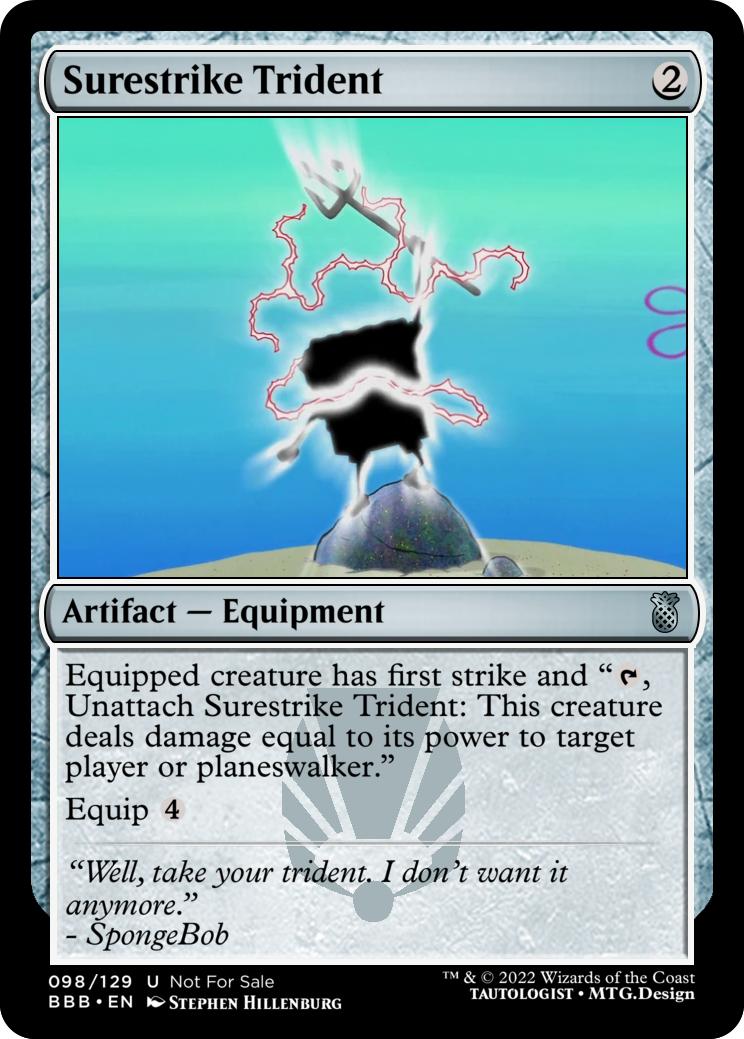 Surestrike Trident 2
Artifact — Equipment
Equipped creature has first strike and “ ,
Unattach Surestrike Trident: This creature
deals damage equal to its power to target
player or planeswalker.”
Equip 4
“Well, take your trident. I don’t want it
anymore.”
- SpongeBob
098/129 U Not For Sale
BBB • EN Stephen Hillenburg
™ & © 2022 Wizards of the Coast
TAUTOLOGIST • MTG.Design